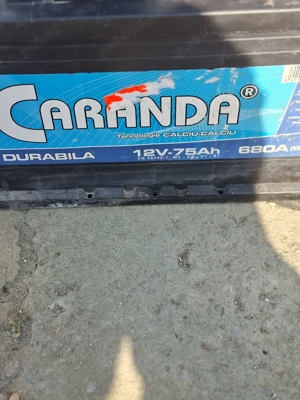 CARANDA®
Tehnologie CALCIU-CALCIU
DURABILA 12V-75Ah 680A